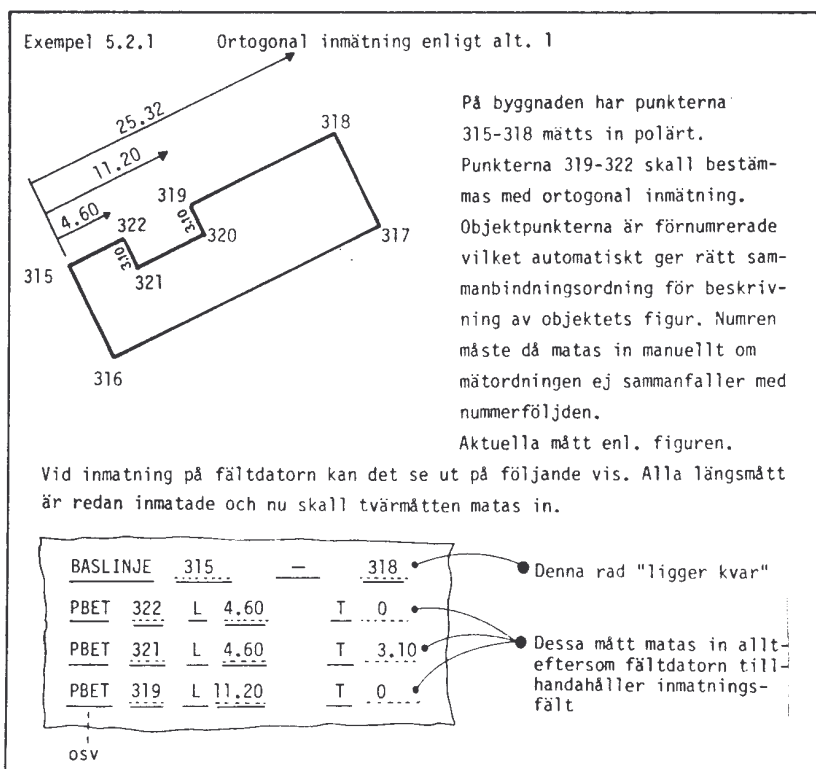 Exempel 5.2.1 Ortogonal inmätning enligt alt. 1
25.32
11.20
4.60
318
319
3.10
322
320
317
3.10
321
315
316
På byggnaden har punkterna
315-318 mätts in polärt.
Punkterna 319-322 skall bestäm-
mas med ortogonal inmätning.
Objektpunkterna är förnumrerade
vilket automatiskt ger rätt sam-
manbindningsordning för beskriv-
ning av objektets figur. Numren
måste då matas in manuellt om
mätordningen ej sammanfaller med
nummerföljden.
Aktuella mått enl. figuren.
Vid inmatning på fältdatorn kan det se ut på följande vis. Alla längsmått
är redan inmatade och nu skall tvärmåtten matas in.
BASLINJE 315 — 318
Denna rad "ligger kvar"
PBET 322 L 4.60 T 0
PBET 321 L 4.60 T 3.10
PBET 319 L 11.20 T 0
Dessa mått matas in allt-
eftersom fältdatorn till-
handahåller inmatnings-
fält
osv